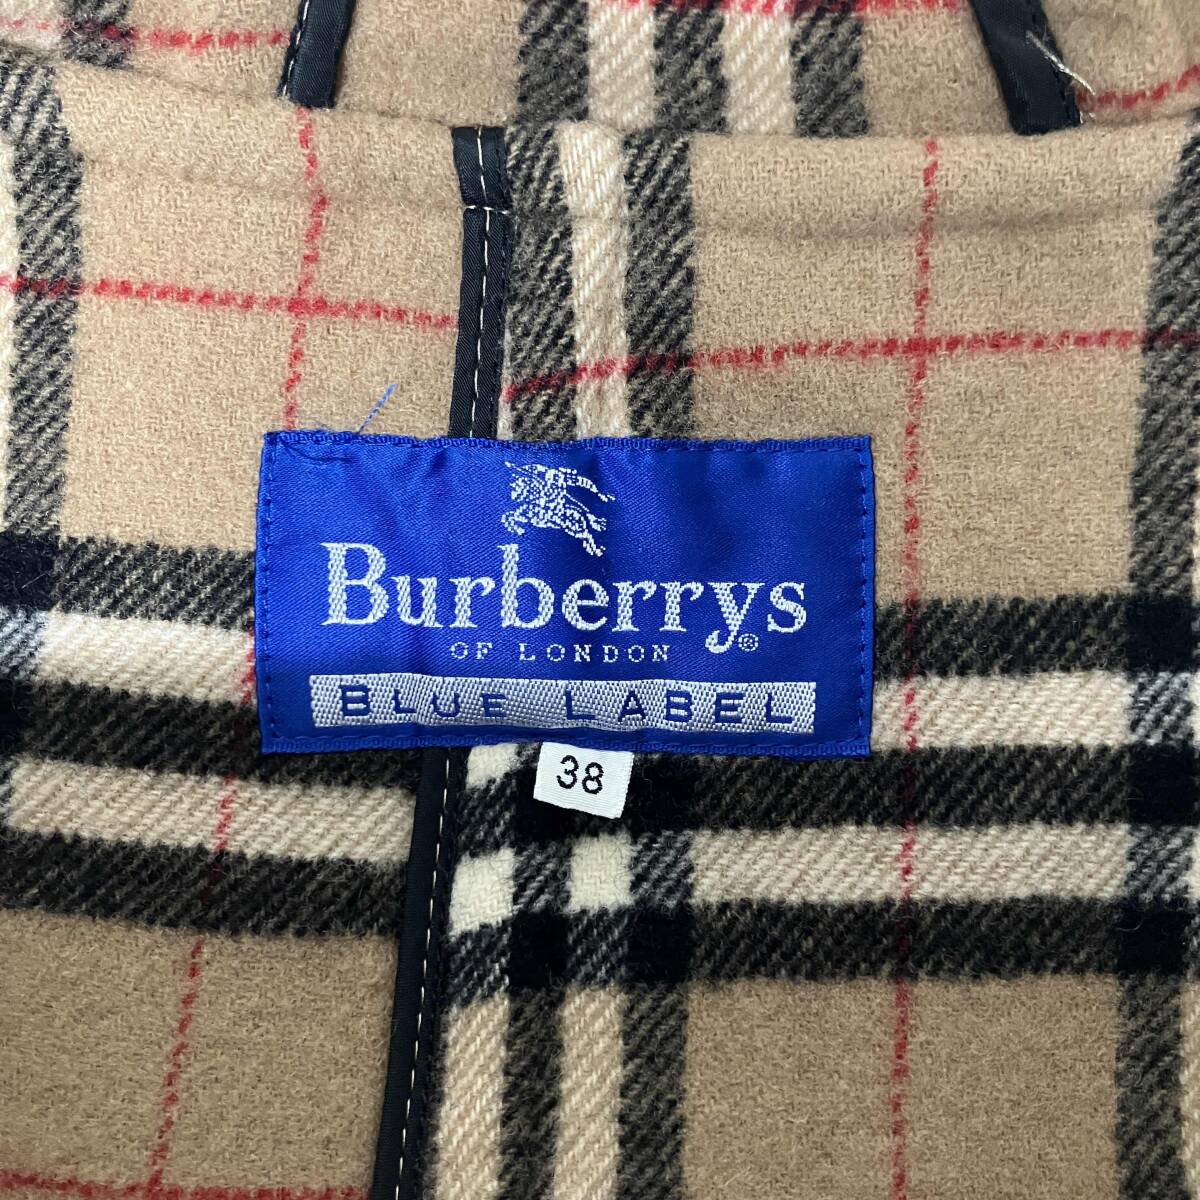 Burberrys®
OF LONDON
BLUE LABEL
38